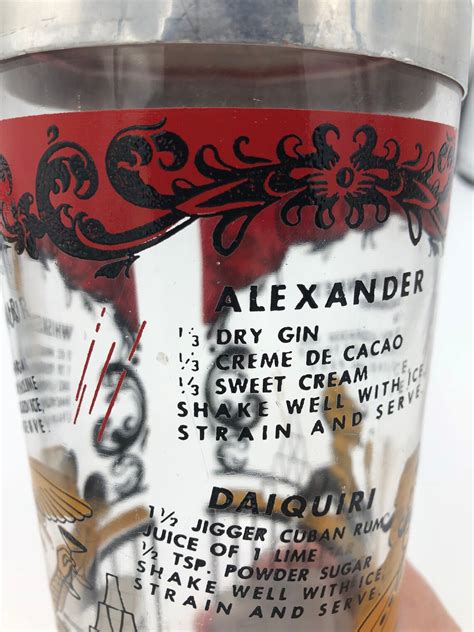 ALEXANDER
1/3 DRY GIN
1/3 CREME DE CACAO
1/3 SWEET CREAM
SHAKE WELL WITH ICE,
STRAIN AND SERVE.
DAIQUIRI
1 1/2 JIGGER CUBAN RUM
JUICE OF 1 LIME
1/2 TSP. POWDER SUGAR
SHAKE WELL WITH ICE,
STRAIN AND SERVE.